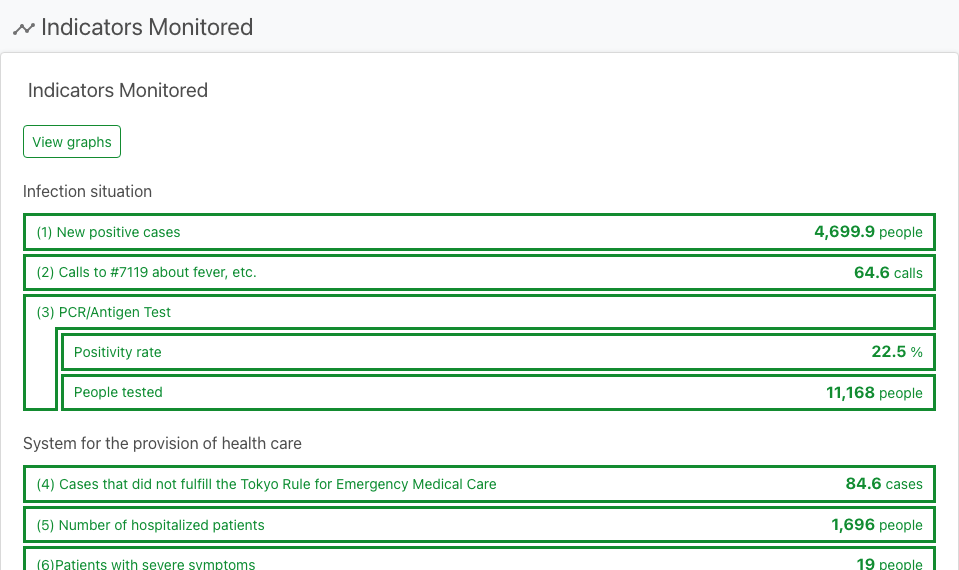 Indicators Monitored
Indicators Monitored
View graphs
Infection situation
(1) New positive cases 4,699.9 people
(2) Calls to #7119 about fever, etc. 64.6 calls
(3) PCR/Antigen Test
Positivity rate 22.5 %
People tested 11,168 people
System for the provision of health care
(4) Cases that did not fulfill the Tokyo Rule for Emergency Medical Care 84.6 cases
(5) Number of hospitalized patients 1,696 people
(6)Patients with severe symptoms 19 people